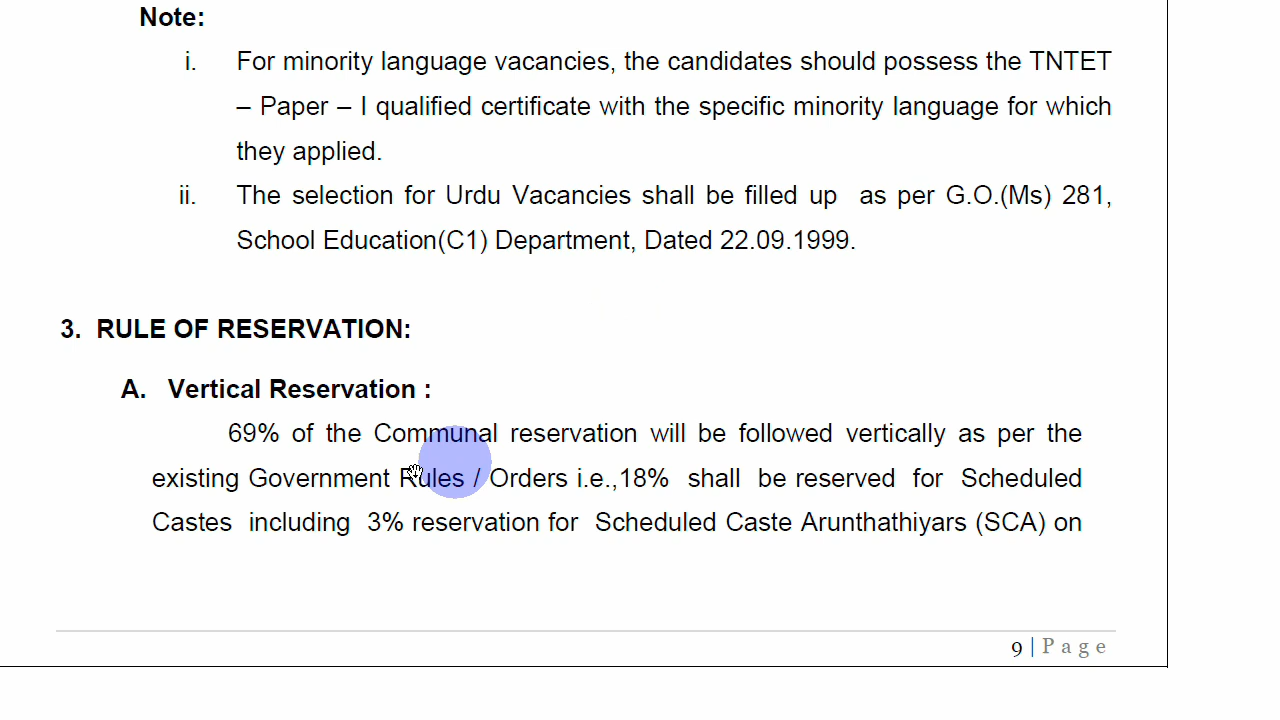 Note:
i. For minority language vacancies, the candidates should possess the TNTET
– Paper – I qualified certificate with the specific minority language for which
they applied.
ii. The selection for Urdu Vacancies shall be filled up as per G.O.(Ms) 281,
School Education(C1) Department, Dated 22.09.1999.
3. RULE OF RESERVATION:
A. Vertical Reservation :
69% of the Communal reservation will be followed vertically as per the
existing Government Rules / Orders i.e.,18% shall be reserved for Scheduled
Castes including 3% reservation for Scheduled Caste Arunthathiyars (SCA) on
9 | Page